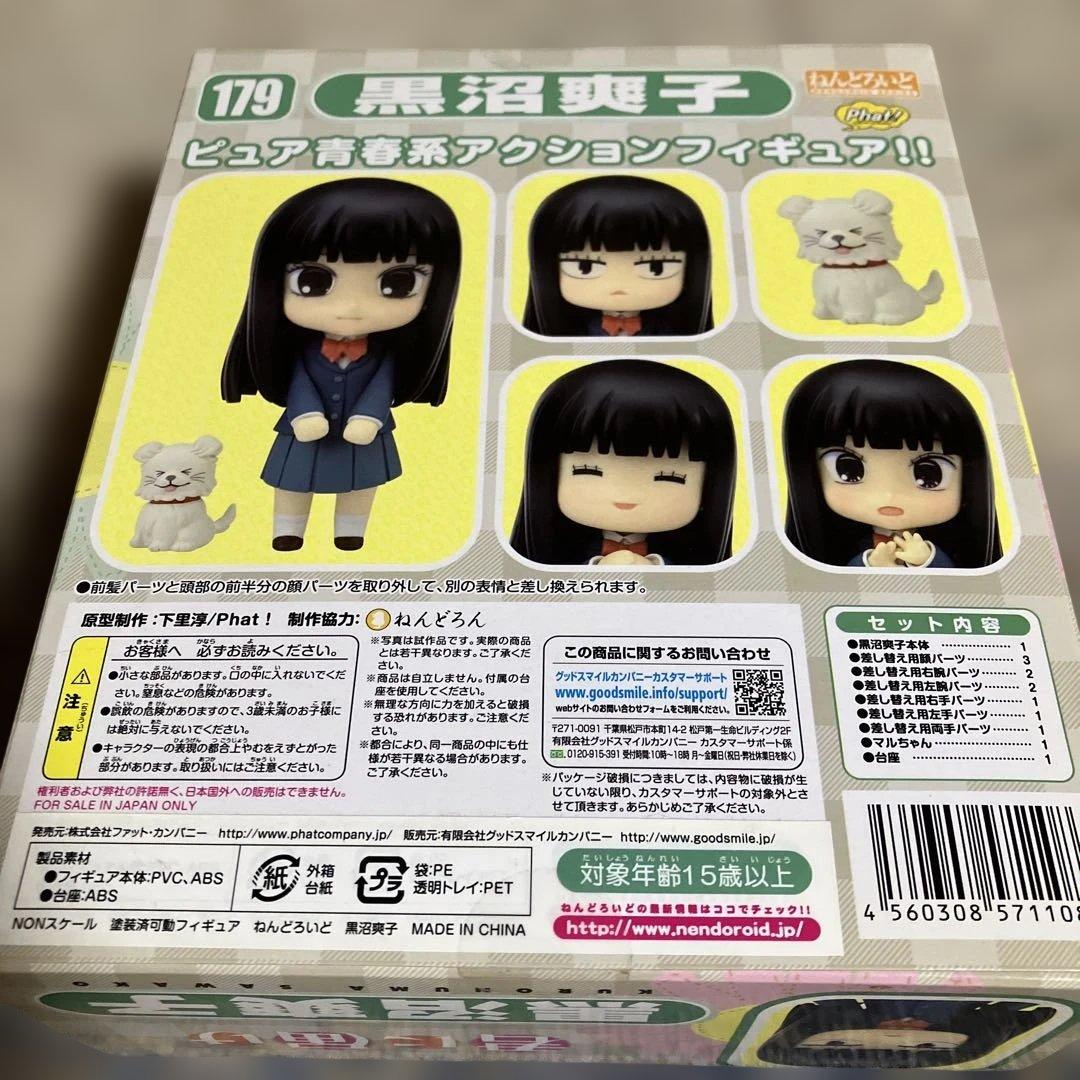 179
黒沼爽子
ねんどろいど
Phat!
ピュア青春系アクションフィギュア!!
●前髪パーツと頭部の前半分の顔パーツを取り外して、別の表情と差し換えられます。
原型制作:下里淳/Phat! 制作協力: ねんどろん
お客様へ 必ずお読みください。
注意
●小さな部品があります。口の中に入れないでください。窒息などの危険があります。
●誤飲の危険がありますので、3歳未満のお子様には絶対に与えないでください。
●キャラクターの表現の都合上やむをえずとがった部分があります。取り扱いにはご注意ください。
権利者および弊社の許諾無く、日本国外への販売はできません。
FOR SALE IN JAPAN ONLY
※写真は試作品です。実際の商品とは若干異なります。ご了承ください。
※商品は自立しません。付属の台座を使用してください。
※無理な方向に力を加えると破損する恐れがあります。ご注意ください。
※都合により、同一商品の中にも仕様が若干異なる場合があります。ご了承ください。
この商品に関するお問い合わせ
グッドスマイルカンパニーカスタマーサポート
www.goodsmile.info/support/
webサイトのお問い合せフォームをご利用ください。
〒271-0091 千葉県松戸市本町14-2 松戸第一生命ビルディング2F
有限会社グッドスマイルカンパニー カスタマーサポート係
0120-915-391 受付時間:10時〜16時 月〜金曜日(祝日・弊社休業日を除く)
※パッケージ破損につきましては、内容物に破損が生じていない限り、カスタマーサポートの対象外とさせて頂きます。あらかじめご了承ください。
セット内容
●黒沼爽子本体 1
●差し替え用顔パーツ 3
●差し替え用右腕パーツ 2
●差し替え用左腕パーツ 2
●差し替え用右手パーツ 1
●差し替え用左手パーツ 1
●差し替え用両手パーツ 1
●マルちゃん 1
●台座 1
発売元:株式会社ファット・カンパニー http://www.phatcompany.jp/ 販売元:有限会社グッドスマイルカンパニー http://www.goodsmile.jp/
製品素材
●フィギュア本体:PVC、ABS
●台座:ABS
紙
外箱
台紙
プラ
袋:PE
透明トレイ:PET
対象年齢15歳以上
ねんどろいどの最新情報はココでチェック!!
http://www.nendoroid.jp/
NONスケール 塗装済可動フィギュア ねんどろいど 黒沼爽子 MADE IN CHINA
4 560308 571108
KURONUMA SAWAKO
黒沼爽子
君に届け